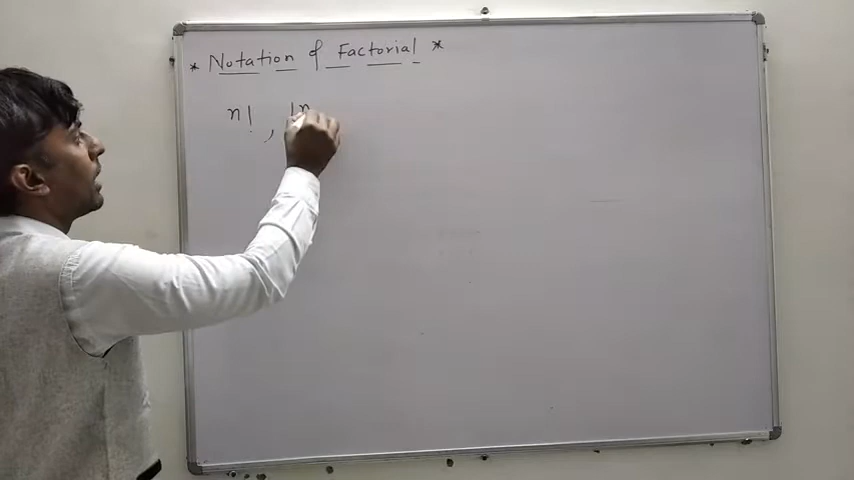 * Notation of Factorial *
n! , |n